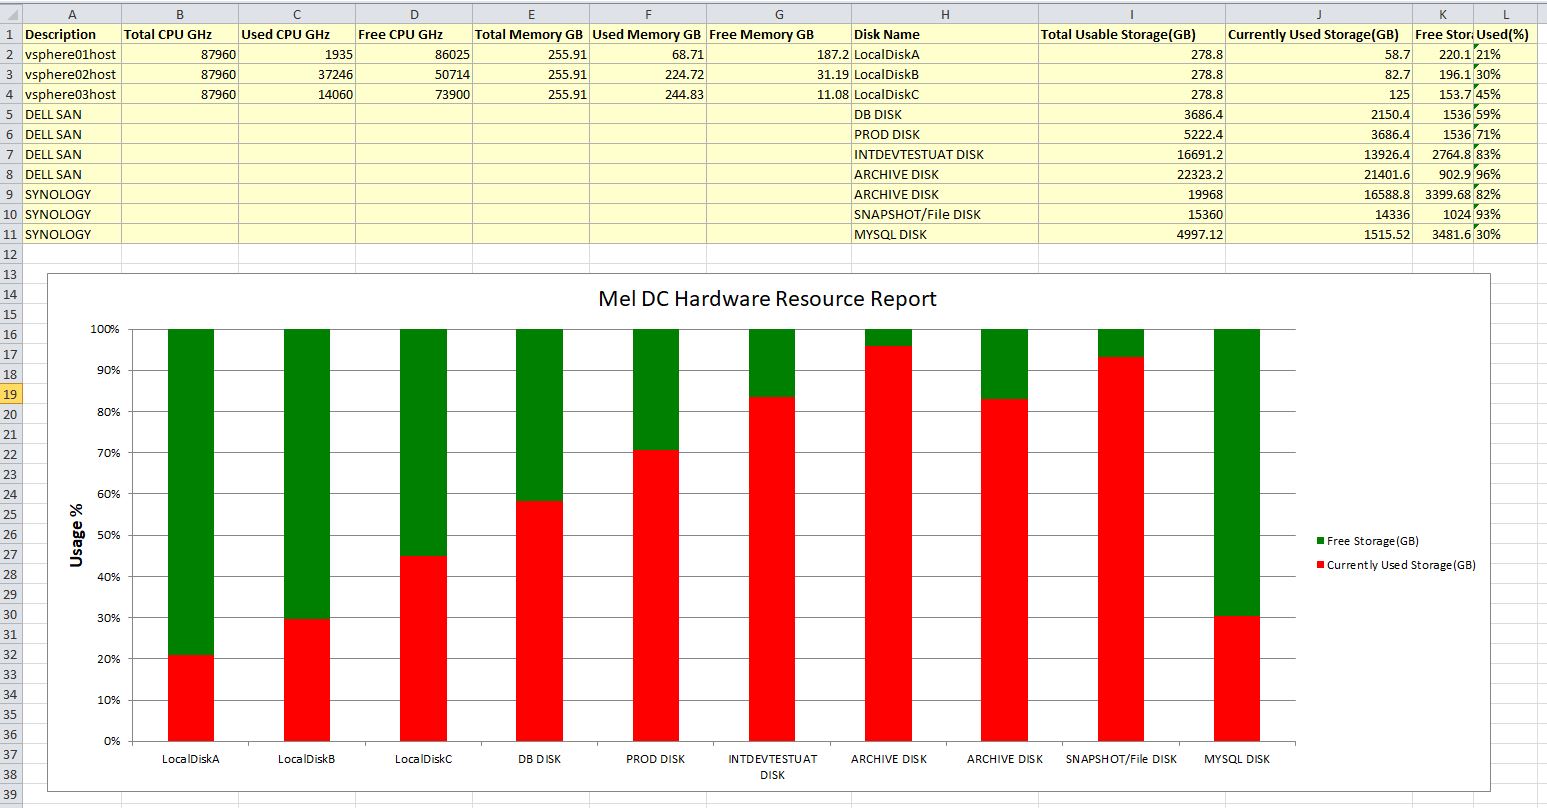 A B C D E F G H I J K L
1 Description Total CPU GHz Used CPU GHz Free CPU GHz Total Memory GB Used Memory GB Free Memory GB Disk Name Total Usable Storage(GB) Currently Used Storage(GB) Free Stora Used(%)
2 vsphere01host 87960 1935 86025 255.91 68.71 187.2 LocalDiskA 278.8 58.7 220.1 21%
3 vsphere02host 87960 37246 50714 255.91 224.72 31.19 LocalDiskB 278.8 82.7 196.1 30%
4 vsphere03host 87960 14060 73900 255.91 244.83 11.08 LocalDiskC 278.8 125 153.7 45%
5 DELL SAN DB DISK 3686.4 2150.4 1536 59%
6 DELL SAN PROD DISK 5222.4 3686.4 1536 71%
7 DELL SAN INTDEVTESTUAT DISK 16691.2 13926.4 2764.8 83%
8 DELL SAN ARCHIVE DISK 22323.2 21401.6 902.9 96%
9 SYNOLOGY ARCHIVE DISK 19968 16588.8 3399.68 82%
10 SYNOLOGY SNAPSHOT/File DISK 15360 14336 1024 93%
11 SYNOLOGY MYSQL DISK 4997.12 1515.52 3481.6 30%
12
13
14
15
16
17
18
19
20
21
22
23
24
25
26
27
28
29
30
31
32
33
34
35
36
37
38
39
Mel DC Hardware Resource Report
100%
90%
80%
70%
60%
50%
40%
30%
20%
10%
0%
Usage %
Free Storage(GB)
Currently Used Storage(GB)
LocalDiskA LocalDiskB LocalDiskC DB DISK PROD DISK INTDEVTESTUAT ARCHIVE DISK ARCHIVE DISK SNAPSHOT/File DISK MYSQL DISK
DISK